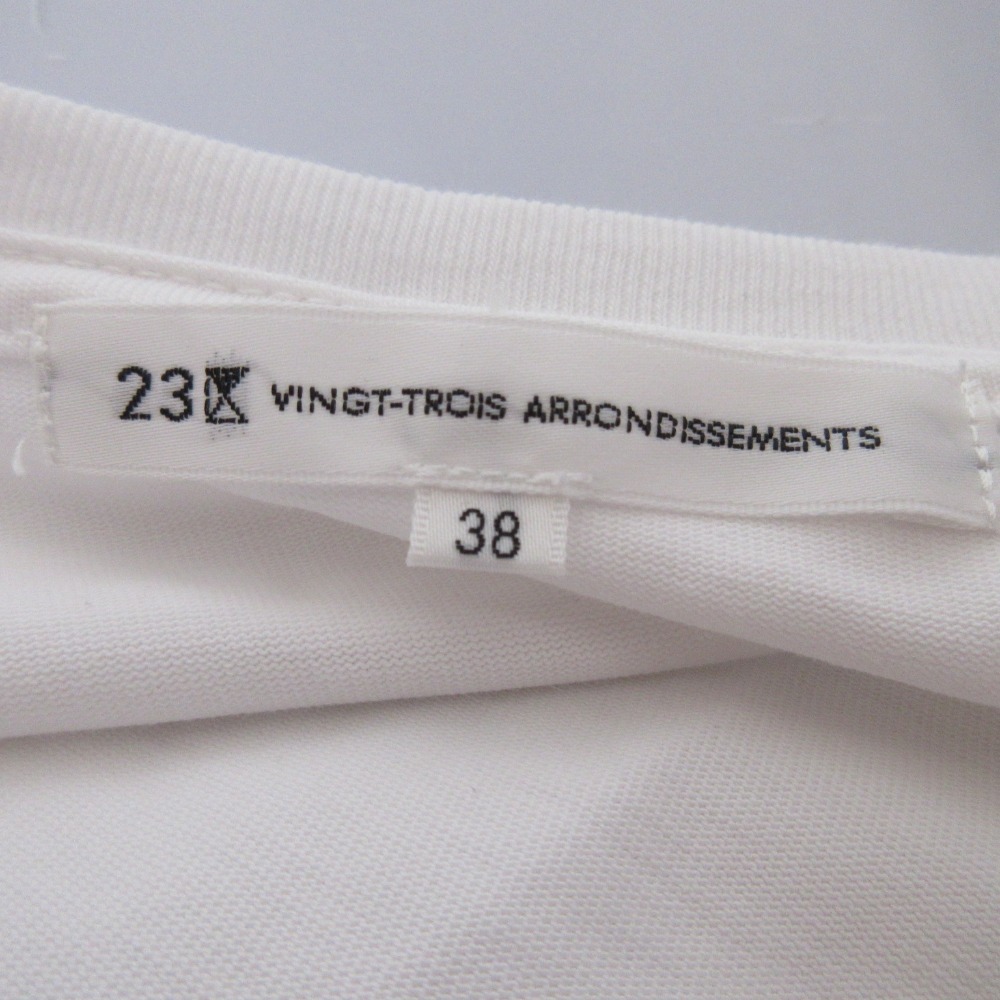 23区 VINGT-TROIS ARRONDISSEMENTS
38